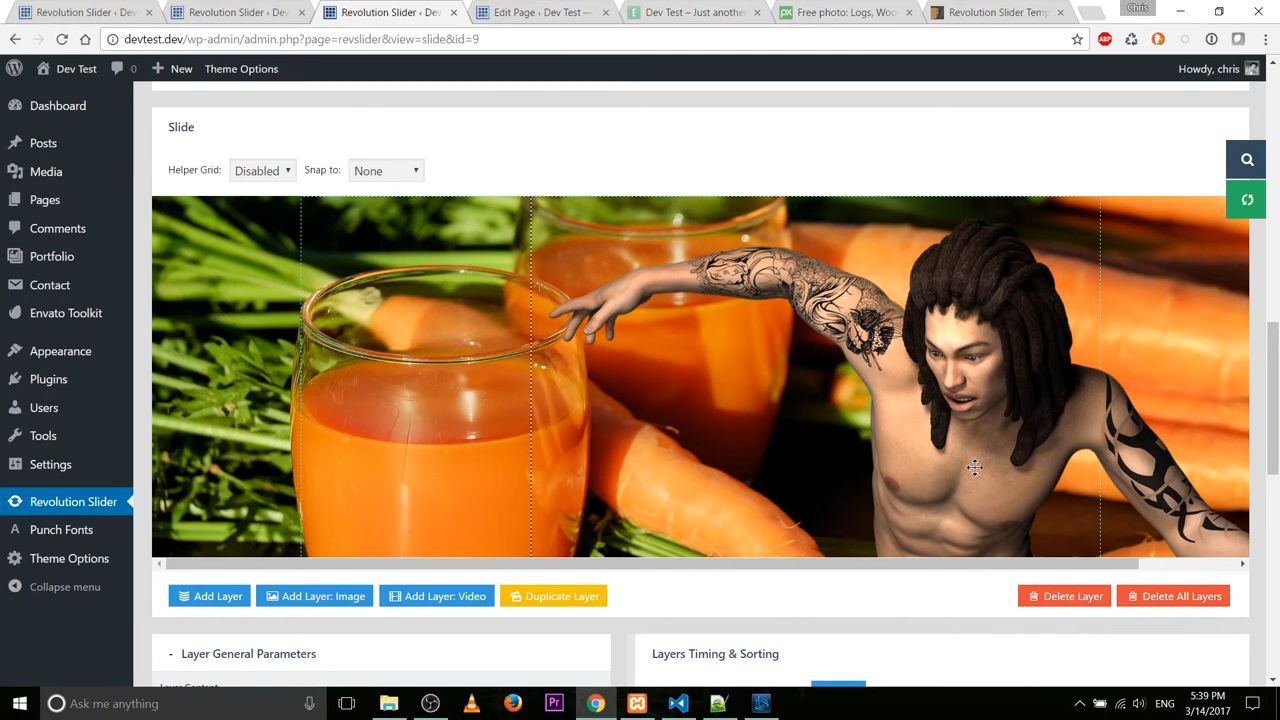 Revolution Slider ‹ De
Revolution Slider ‹ Dev
Revolution Slider ‹ Dev
Edit Page ‹ Dev Test —
Dev Test – Just anothe
Free photo: Logs, Woo
Revolution Slider Temp
Chris
devtest.dev/wp-admin/admin.php?page=revslider&view=slide&id=9
ABP
Dev Test
0
New
Theme Options
Howdy, chris
Dashboard
Posts
Media
Pages
Comments
Portfolio
Contact
Envato Toolkit
Appearance
Plugins
Users
Tools
Settings
Revolution Slider
Punch Fonts
Theme Options
Collapse menu
Slide
Helper Grid:
Disabled
Snap to:
None
Add Layer
Add Layer: Image
Add Layer: Video
Duplicate Layer
Delete Layer
Delete All Layers
- Layer General Parameters
Layers Timing & Sorting
Ask me anything
Pr
ENG
5:39 PM
3/14/2017